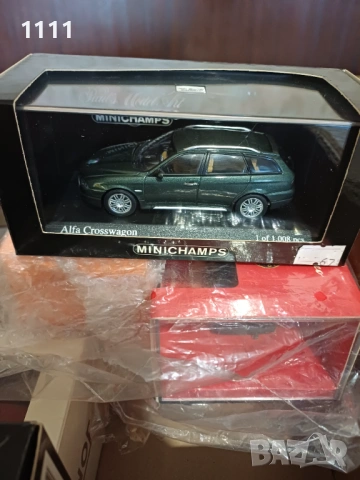 1111
MINICHAMPS
Alfa Crosswagon
1 of 1.008 pcs.
MINICHAMPS
BAZAR